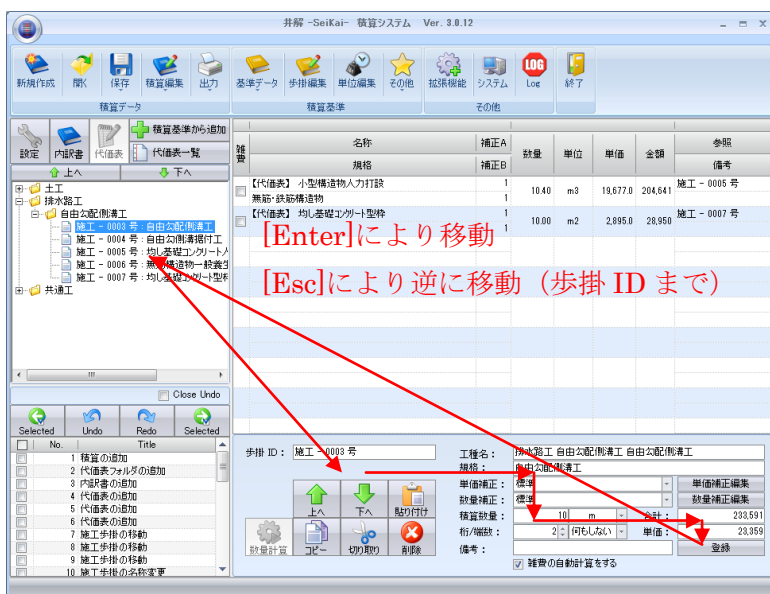 井解 -SeiKai- 積算システム Ver. 3.0.12
新規作成 開く 保存 積算編集 出力 基準データ 歩掛編集 単位編集 その他 拡張機能 システム LOG Log 終了
積算データ 積算基準 その他
設定 内訳書 代価表 積算基準から追加
代価表一覧
上へ 下へ
土工
排水路工
自由勾配側溝工
施工 - 0003 号:自由勾配側溝工
施工 - 0004 号:自由勾配側溝据付工
施工 - 0005 号:均し基礎コンクリート人
施工 - 0006 号:無筋構造物一般養生
施工 - 0007 号:均し基礎コンクリート型枠
共通工
Close Undo
Selected Undo Redo Selected
No. Title
1 積算の追加
2 代価表フォルダの追加
3 内訳書の追加
4 代価表の追加
5 代価表の追加
6 代価表の追加
7 施工歩掛の移動
8 施工歩掛の移動
9 施工歩掛の移動
10 施工歩掛の名称変更
雑費 名称 補正A 数量 単位 単価 金額 参照
規格 補正B 備考
【代価表】 小型構造物人力打設 1 10.40 m3 19,677.0 204,641 施工 - 0005 号
無筋・鉄筋構造物 1
【代価表】 均し基礎コンクリート型枠 1 10.00 m2 2,895.0 28,950 施工 - 0007 号
1
[Enter]により移動
[Esc]により逆に移動(歩掛 ID まで)
歩掛 ID: 施工 - 0003 号
上へ 下へ 貼り付け
数量計算 コピー 切り取り 削除
工種名: 排水路工 自由勾配側溝工 自由勾配側溝工
規格: 自由勾配側溝工
単価補正: 標準 単価補正編集
数量補正: 標準 数量補正編集
積算数量: 10 m 合計: 233,591
桁/端数: 2 何もしない 単価: 23,359
備考: 登録
雑費の自動計算をする